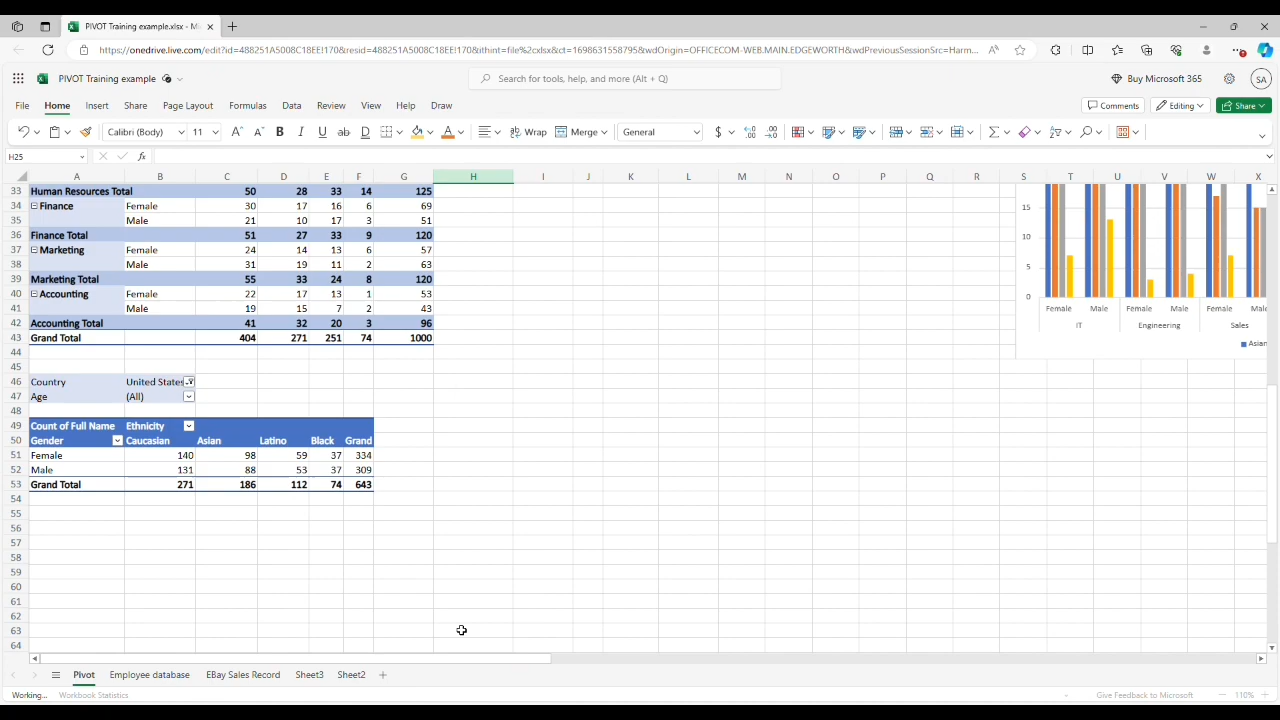 PIVOT Training example.xlsx - Mi
https://onedrive.live.com/edit?id=488251A5008C18EE!170&resid=488251A5008C18EE!170&ithint=file%2cxlsx&ct=1698631558795&wdOrigin=OFFICECOM-WEB.MAIN.EDGEWORTH&wdPreviousSessionSrc=Harm...
PIVOT Training example
Search for tools, help, and more (Alt + Q)
Buy Microsoft 365
SA
File Home Insert Share Page Layout Formulas Data Review View Help Draw
Comments Editing Share
Calibri (Body) 11 Wrap Merge General
H25
A B C D E F G H I J K L M N O P Q R S T U V W X
33 Human Resources Total 50 28 33 14 125
34 Finance Female 30 17 16 6 69
35 Male 21 10 17 3 51
36 Finance Total 51 27 33 9 120
37 Marketing Female 24 14 13 6 57
38 Male 31 19 11 2 63
39 Marketing Total 55 33 24 8 120
40 Accounting Female 22 17 13 1 53
41 Male 19 15 7 2 43
42 Accounting Total 41 32 20 3 96
43 Grand Total 404 271 251 74 1000
44
45
46 Country United States
47 Age (All)
48
49 Count of Full Name Ethnicity
50 Gender Caucasian Asian Latino Black Grand
51 Female 140 98 59 37 334
52 Male 131 88 53 37 309
53 Grand Total 271 186 112 74 643
54
55
56
57
58
59
60
61
62
63
64
15
10
5
0
Female Male Female Male Female Male
IT Engineering Sales
Asian
Pivot Employee database EBay Sales Record Sheet3 Sheet2
Working... Workbook Statistics
Give Feedback to Microsoft
110%